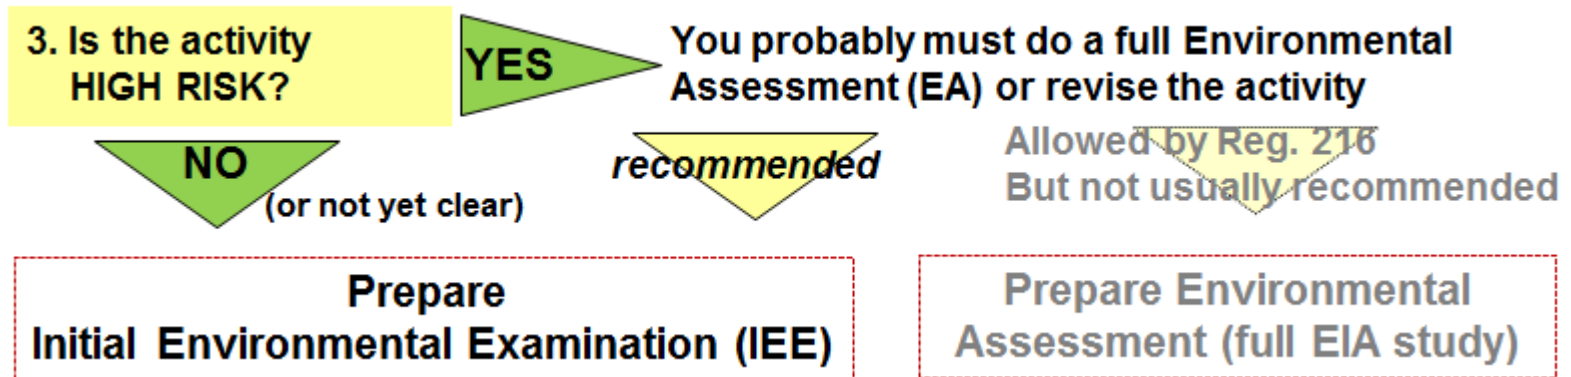 3. Is the activity
HIGH RISK?
YES
You probably must do a full Environmental
Assessment (EA) or revise the activity
NO
(or not yet clear)
recommended
Allowed by Reg. 216
But not usually recommended
Prepare
Initial Environmental Examination (IEE)
Prepare Environmental
Assessment (full EIA study)